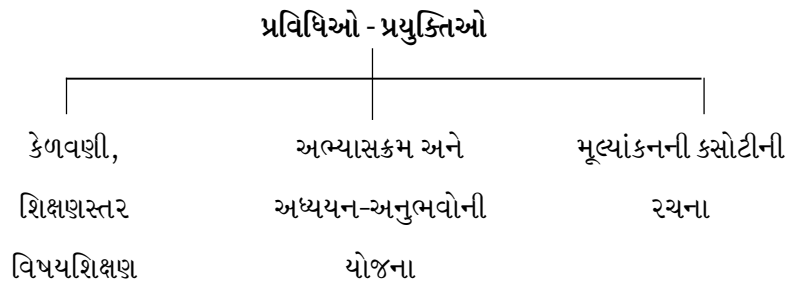 પ્રવિધિઓ - પ્રયુક્તિઓ
કેળવણી,
શિક્ષણસ્તર
વિષયશિક્ષણ
અભ્યાસક્રમ અને
અધ્યયન-અનુભવોની
યોજના
મૂલ્યાંકનની કસોટીની
રચના